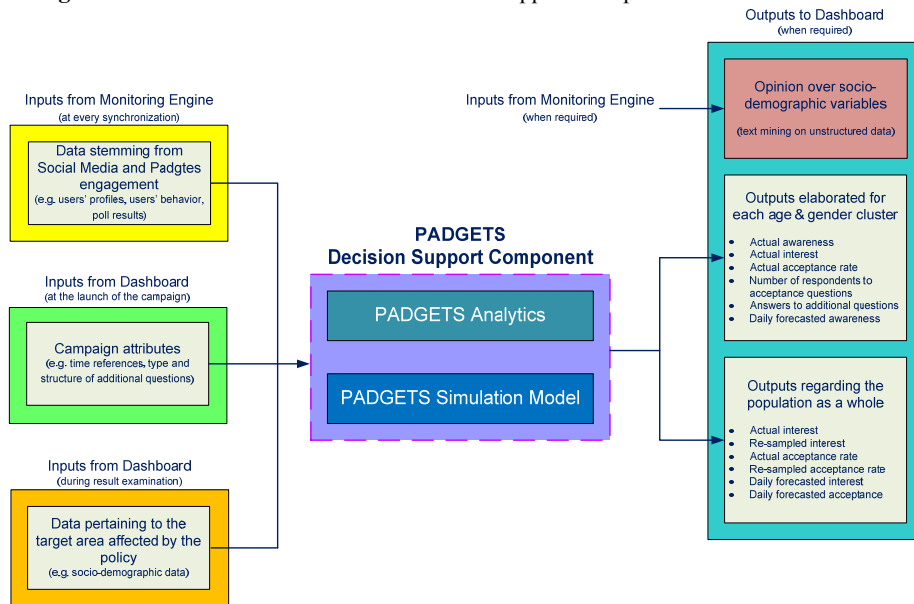 Outputs to Dashboard
(when required)
Opinion over socio-
demographic variables
(text mining on unstructured data)
Inputs from Monitoring Engine
(when required)
Inputs from Monitoring Engine
(at every synchronization)
Data stemming from
Social Media and Padgtes
engagement
(e.g. users' profiles, users' behavior,
poll results)
Inputs from Dashboard
(at the launch of the campaign)
Campaign attributes
(e.g. time references, type and
structure of additional questions)
Inputs from Dashboard
(during result examination)
Data pertaining to the
target area affected by the
policy
(e.g. socio-demographic data)
PADGETS
Decision Support Component
PADGETS Analytics
PADGETS Simulation Model
Outputs elaborated for
each age & gender cluster
• Actual awareness
• Actual interest
• Actual acceptance rate
• Number of respondents to
acceptance questions
• Answers to additional questions
• Daily forecasted awareness
Outputs regarding the
population as a whole
• Actual interest
• Re-sampled interest
• Actual acceptance rate
• Re-sampled acceptance rate
• Daily forecasted interest
• Daily forecasted acceptance